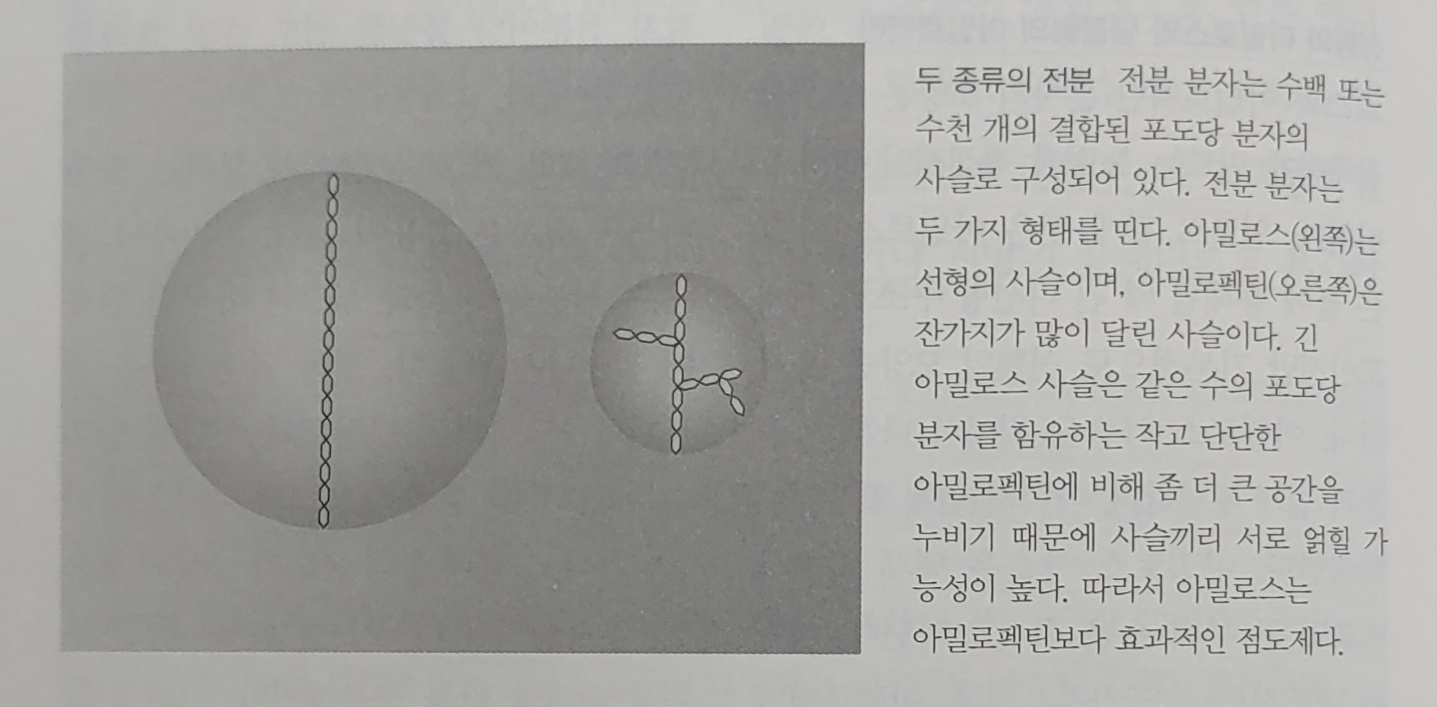 두 종류의 전분 전분 분자는 수백 또는
수천 개의 결합된 포도당 분자의
사슬로 구성되어 있다. 전분 분자는
두 가지 형태를 띤다. 아밀로스(왼쪽)는
선형의 사슬이며, 아밀로펙틴(오른쪽)은
잔가지가 많이 달린 사슬이다. 긴
아밀로스 사슬은 같은 수의 포도당
분자를 함유하는 작고 단단한
아밀로펙틴에 비해 좀 더 큰 공간을
누비기 때문에 사슬끼리 서로 얽힐 가
능성이 높다. 따라서 아밀로스는
아밀로펙틴보다 효과적인 점도제다.